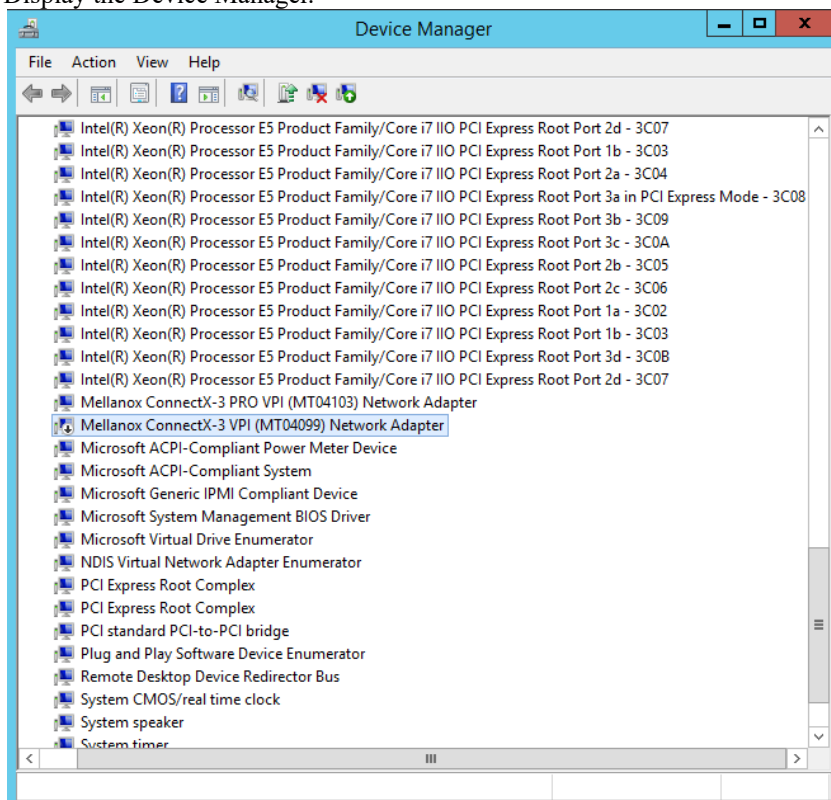 Display the Device Manager.
Device Manager
File Action View Help
Intel(R) Xeon(R) Processor E5 Product Family/Core i7 IIO PCI Express Root Port 2d - 3C07
Intel(R) Xeon(R) Processor E5 Product Family/Core i7 IIO PCI Express Root Port 1b - 3C03
Intel(R) Xeon(R) Processor E5 Product Family/Core i7 IIO PCI Express Root Port 2a - 3C04
Intel(R) Xeon(R) Processor E5 Product Family/Core i7 IIO PCI Express Root Port 3a in PCI Express Mode - 3C08
Intel(R) Xeon(R) Processor E5 Product Family/Core i7 IIO PCI Express Root Port 3b - 3C09
Intel(R) Xeon(R) Processor E5 Product Family/Core i7 IIO PCI Express Root Port 3c - 3C0A
Intel(R) Xeon(R) Processor E5 Product Family/Core i7 IIO PCI Express Root Port 2b - 3C05
Intel(R) Xeon(R) Processor E5 Product Family/Core i7 IIO PCI Express Root Port 2c - 3C06
Intel(R) Xeon(R) Processor E5 Product Family/Core i7 IIO PCI Express Root Port 1a - 3C02
Intel(R) Xeon(R) Processor E5 Product Family/Core i7 IIO PCI Express Root Port 1b - 3C03
Intel(R) Xeon(R) Processor E5 Product Family/Core i7 IIO PCI Express Root Port 3d - 3C0B
Intel(R) Xeon(R) Processor E5 Product Family/Core i7 IIO PCI Express Root Port 2d - 3C07
Mellanox ConnectX-3 PRO VPI (MT04103) Network Adapter
Mellanox ConnectX-3 VPI (MT04099) Network Adapter
Microsoft ACPI-Compliant Power Meter Device
Microsoft ACPI-Compliant System
Microsoft Generic IPMI Compliant Device
Microsoft System Management BIOS Driver
Microsoft Virtual Drive Enumerator
NDIS Virtual Network Adapter Enumerator
PCI Express Root Complex
PCI Express Root Complex
PCI standard PCI-to-PCI bridge
Plug and Play Software Device Enumerator
Remote Desktop Device Redirector Bus
System CMOS/real time clock
System speaker
System timer